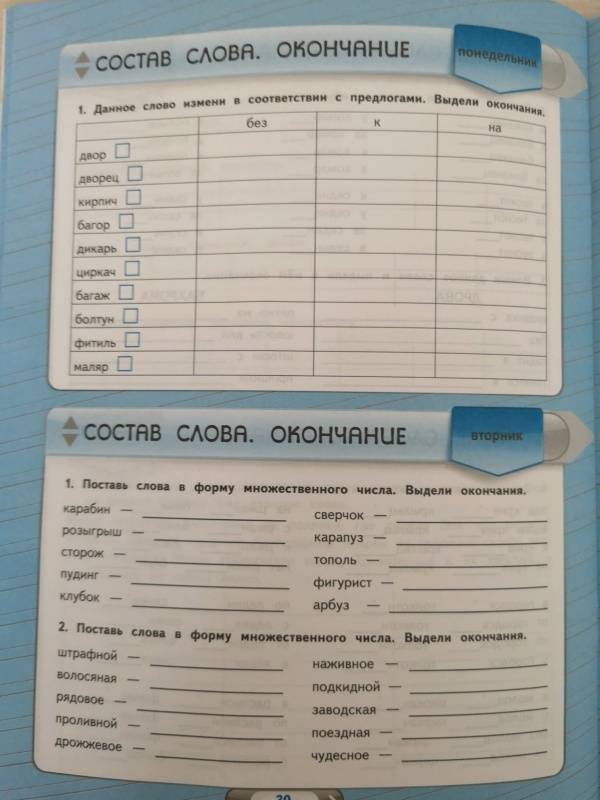 СОСТАВ СЛОВА. ОКОНЧАНИЕ
понедельник
1. Данное слово измени в соответствии с предлогами. Выдели окончания.
без к на
двор
дворец
кирпич
багор
дикарь
циркач
багаж
болтун
фитиль
маляр
СОСТАВ СЛОВА. ОКОНЧАНИЕ
вторник
1. Поставь слова в форму множественного числа. Выдели окончания.
карабин — сверчок —
розыгрыш — карапуз —
сторож — тополь —
пудинг — фигурист —
клубок — арбуз —
2. Поставь слова в форму множественного числа. Выдели окончания.
штрафной — наживное —
волосяная — подкидной —
рядовое — заводская —
проливной — поездная —
дрожжевое — чудесное —